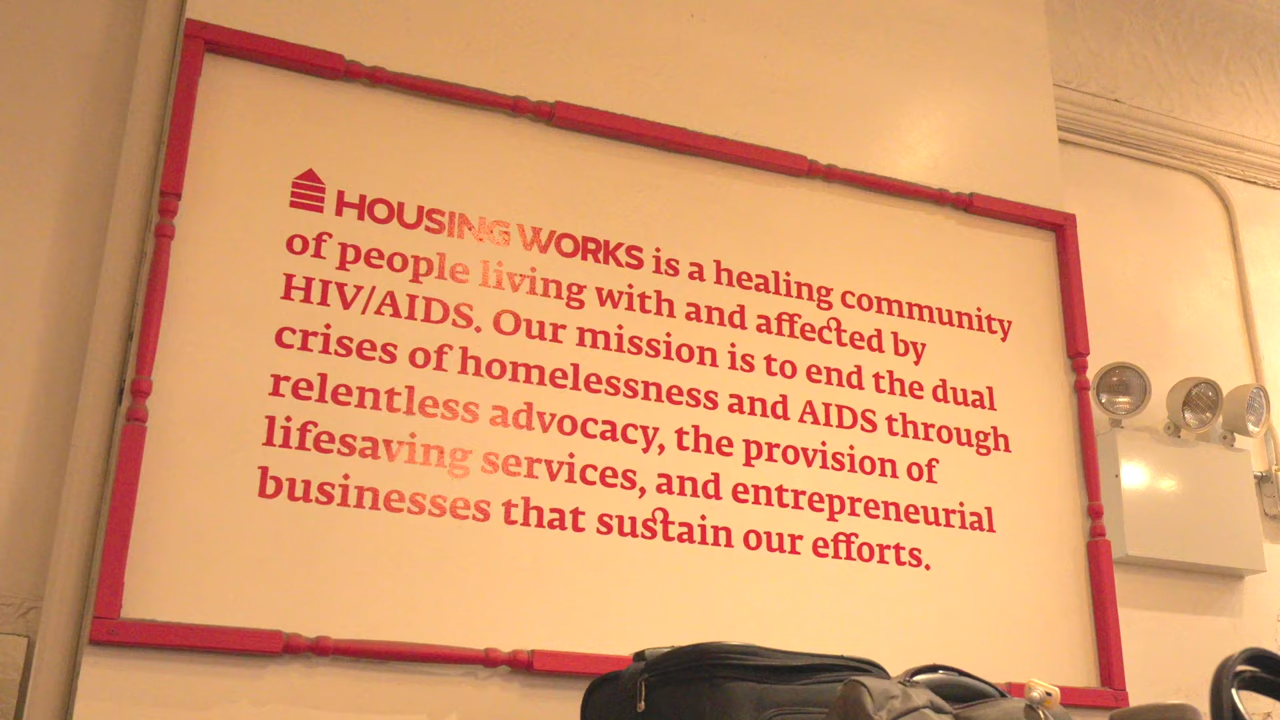 HOUSING WORKS is a healing community
of people living with and affected by
HIV/AIDS. Our mission is to end the dual
crises of homelessness and AIDS through
relentless advocacy, the provision of
lifesaving services, and entrepreneurial
businesses that sustain our efforts.